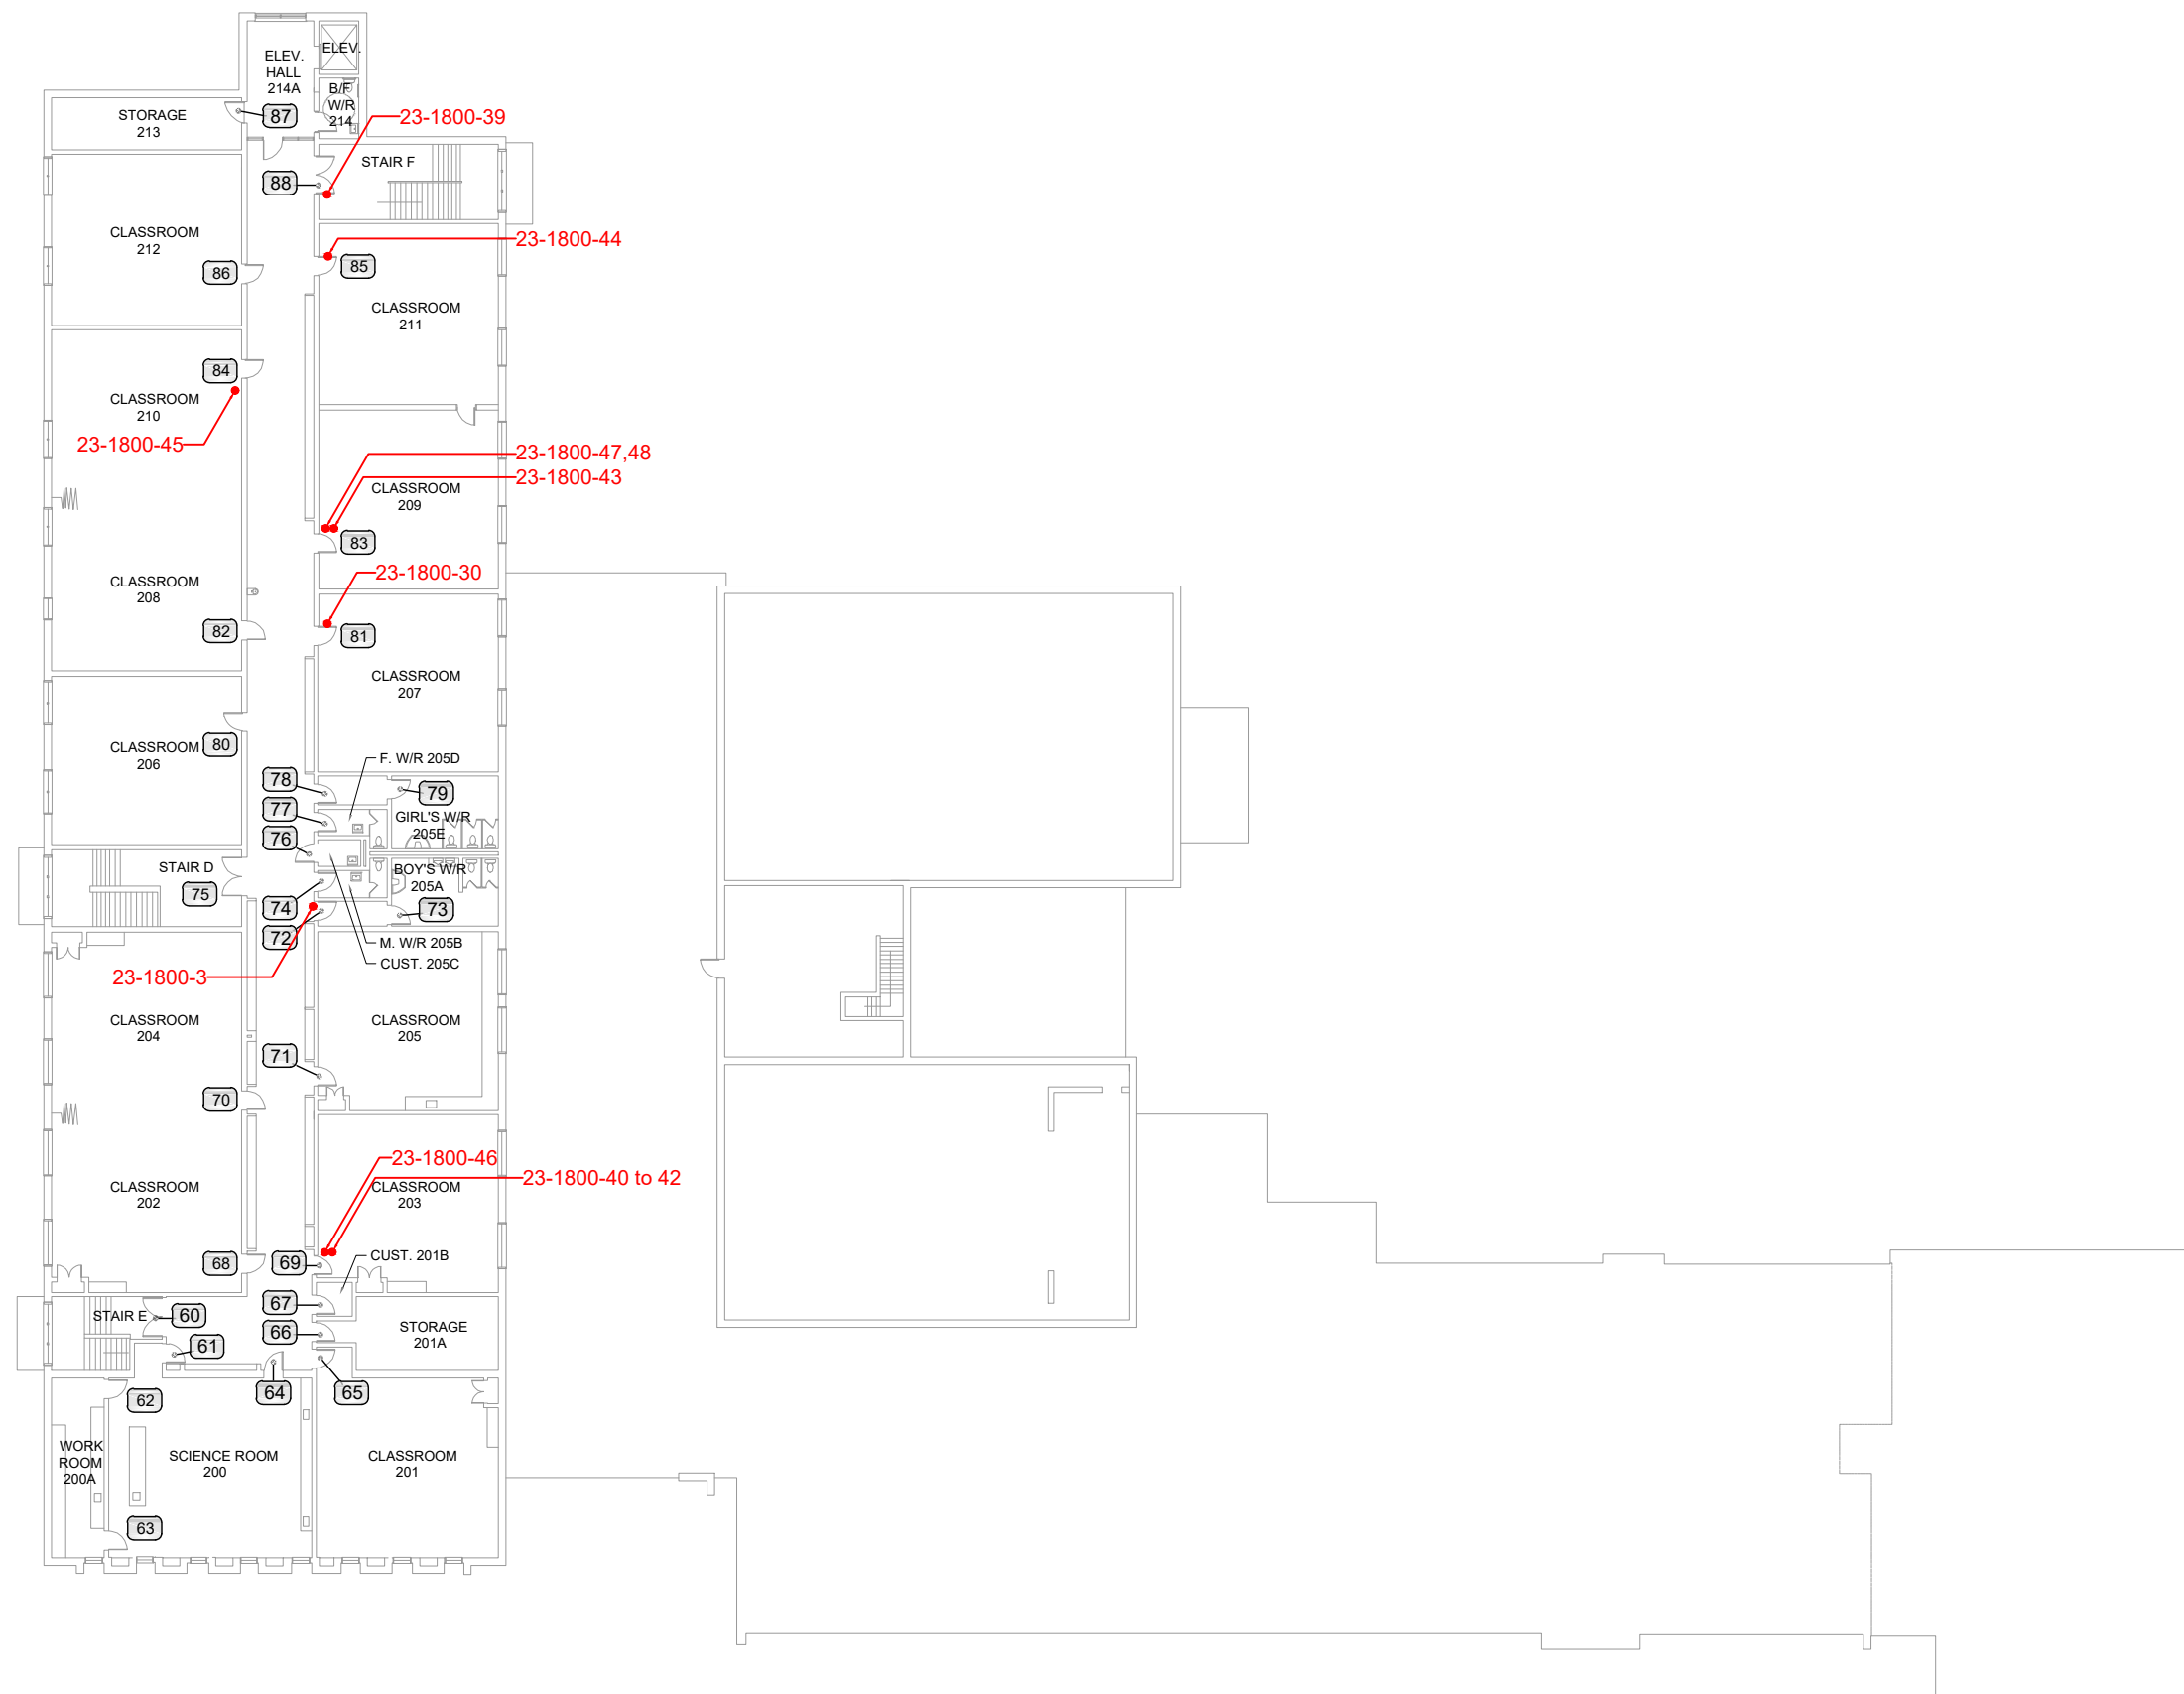 ELEV.
HALL
214A
ELEV.
B/F
W/R
214
87
STORAGE
213
23-1800-39
STAIR F
88
CLASSROOM
212
86
23-1800-44
85
CLASSROOM
211
84
CLASSROOM
210
23-1800-45
23-1800-47,48
23-1800-43
CLASSROOM
209
83
23-1800-30
CLASSROOM
208
82
81
CLASSROOM
207
CLASSROOM
206
80
F. W/R 205D
78
79
77
GIRL'S W/R
205E
76
STAIR D
75
BOY'S W/R
205A
74
73
72
M. W/R 205B
CUST. 205C
23-1800-3
CLASSROOM
204
CLASSROOM
205
71
70
23-1800-46
23-1800-40 to 42
CLASSROOM
202
CLASSROOM
203
68
69
CUST. 201B
67
STAIR E
60
66
STORAGE
201A
61
64
65
62
WORK
ROOM
200A
SCIENCE ROOM
200
CLASSROOM
201
63